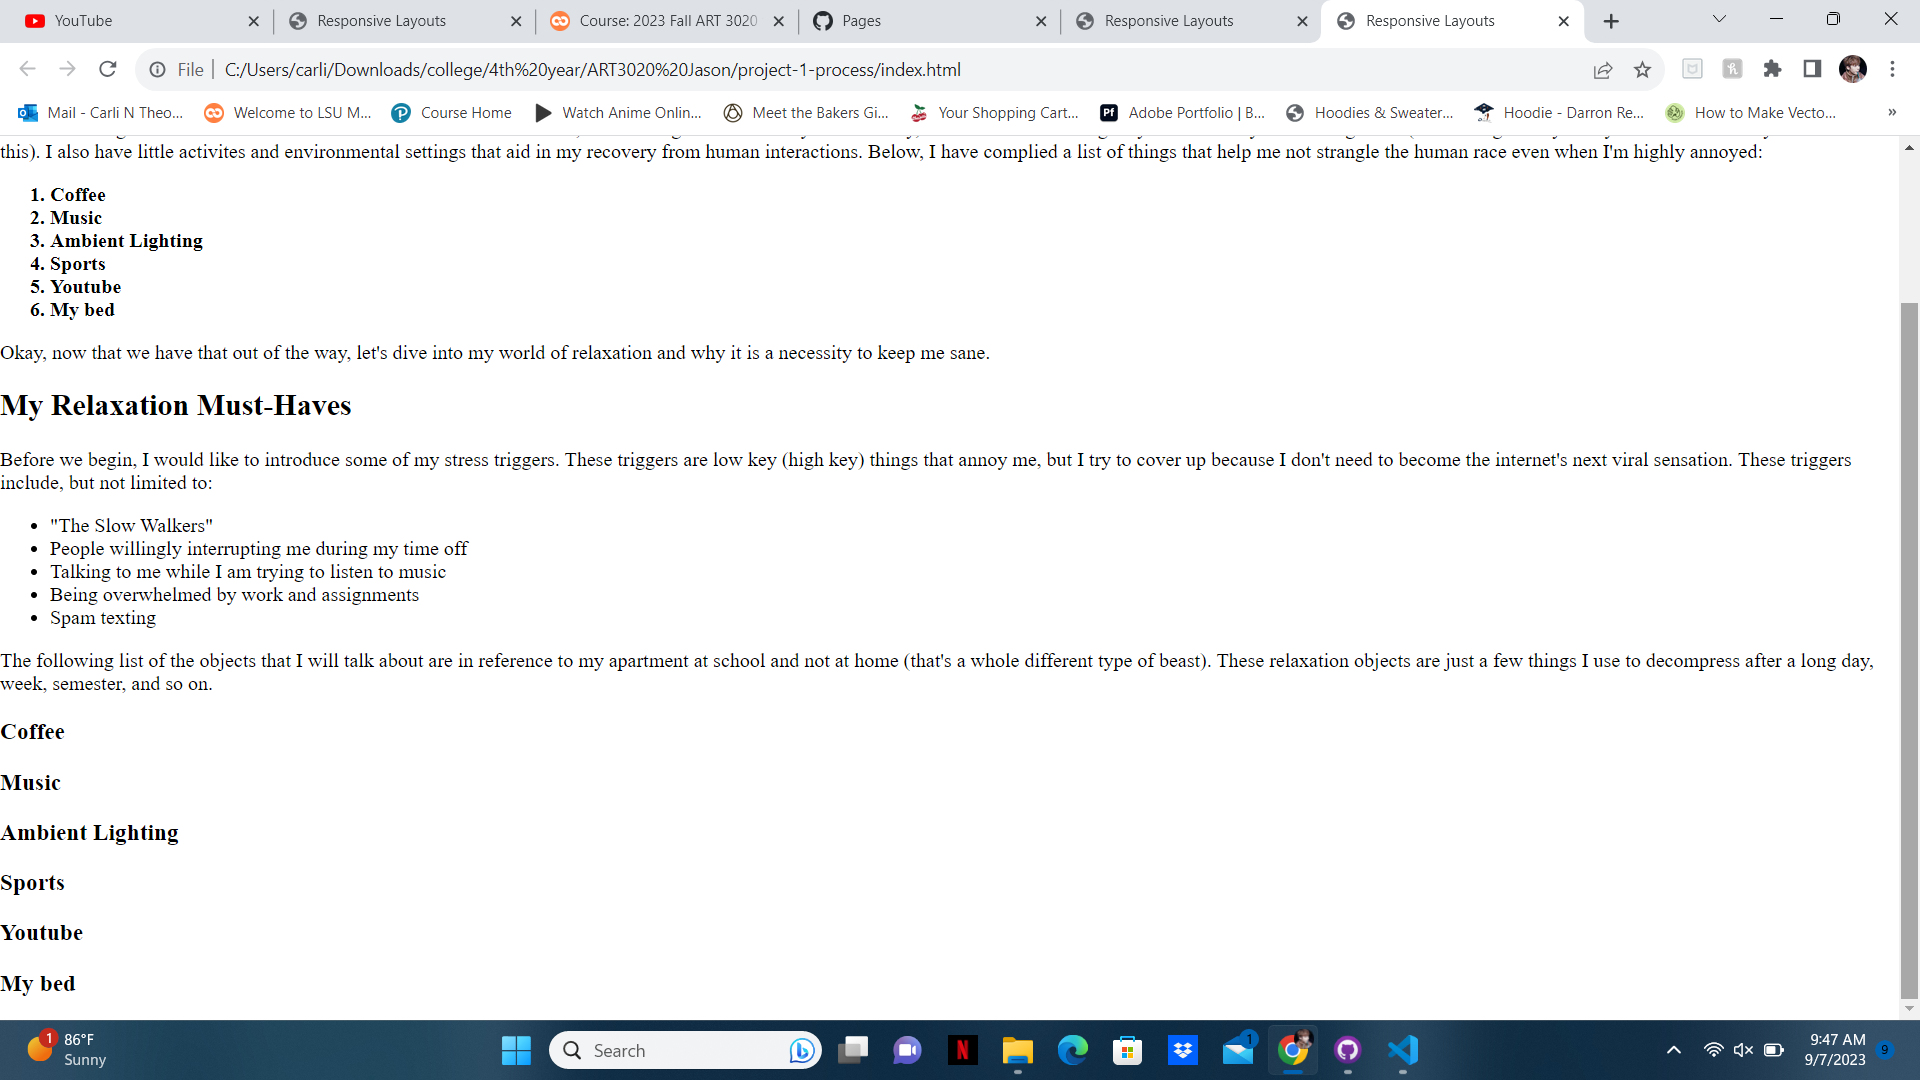 YouTube
Responsive Layouts
Course: 2023 Fall ART 3020
Pages
Responsive Layouts
Responsive Layouts
File C:/Users/carli/Downloads/college/4th%20year/ART3020%20Jason/project-1-process/index.html
Mail - Carli N Theo...
Welcome to LSU M...
Course Home
Watch Anime Onlin...
Meet the Bakers Gi...
Your Shopping Cart...
Pf Adobe Portfolio | B...
Hoodies & Sweater...
Hoodie - Darron Re...
How to Make Vecto...
»
this). I also have little activites and environmental settings that aid in my recovery from human interactions. Below, I have complied a list of things that help me not strangle the human race even when I'm highly annoyed:
1. Coffee
2. Music
3. Ambient Lighting
4. Sports
5. Youtube
6. My bed
Okay, now that we have that out of the way, let's dive into my world of relaxation and why it is a necessity to keep me sane.
My Relaxation Must-Haves
Before we begin, I would like to introduce some of my stress triggers. These triggers are low key (high key) things that annoy me, but I try to cover up because I don't need to become the internet's next viral sensation. These triggers
include, but not limited to:
• "The Slow Walkers"
• People willingly interrupting me during my time off
• Talking to me while I am trying to listen to music
• Being overwhelmed by work and assignments
• Spam texting
The following list of the objects that I will talk about are in reference to my apartment at school and not at home (that's a whole different type of beast). These relaxation objects are just a few things I use to decompress after a long day,
week, semester, and so on.
Coffee
Music
Ambient Lighting
Sports
Youtube
My bed
1
86°F
Sunny
Search
N
1
9:47 AM
9/7/2023
9